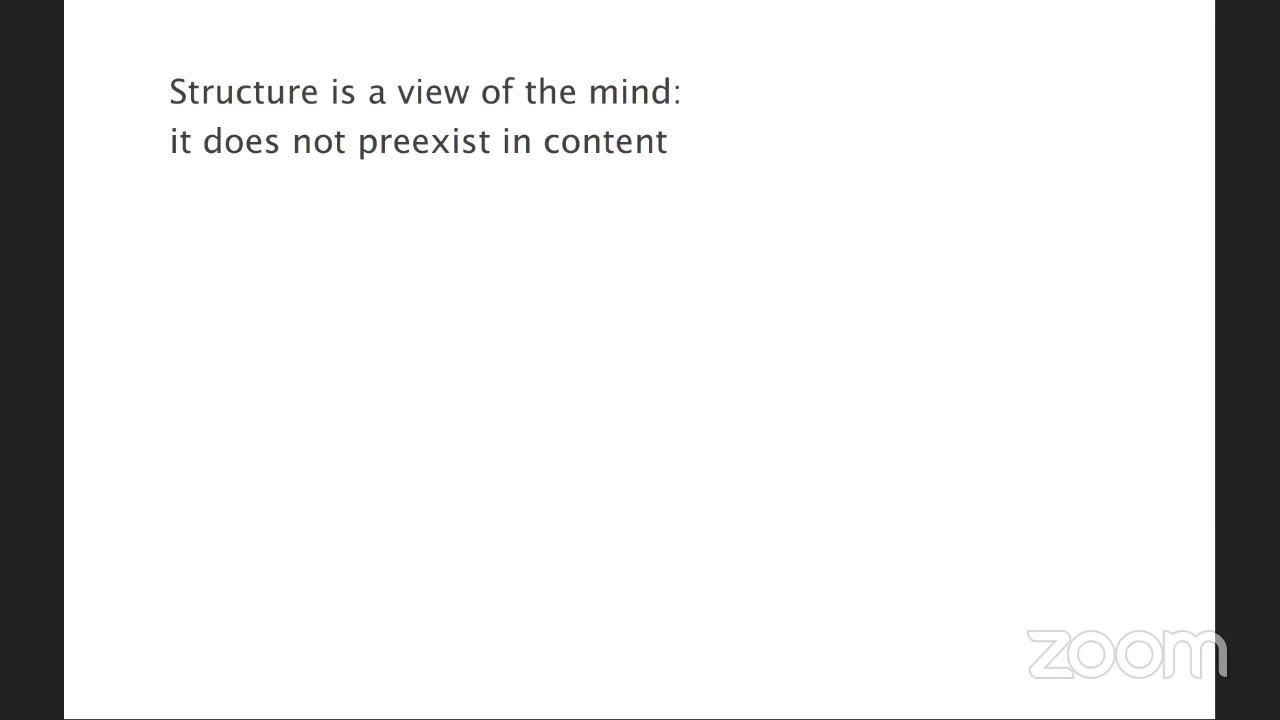 Structure is a view of the mind:
it does not preexist in content
zoom